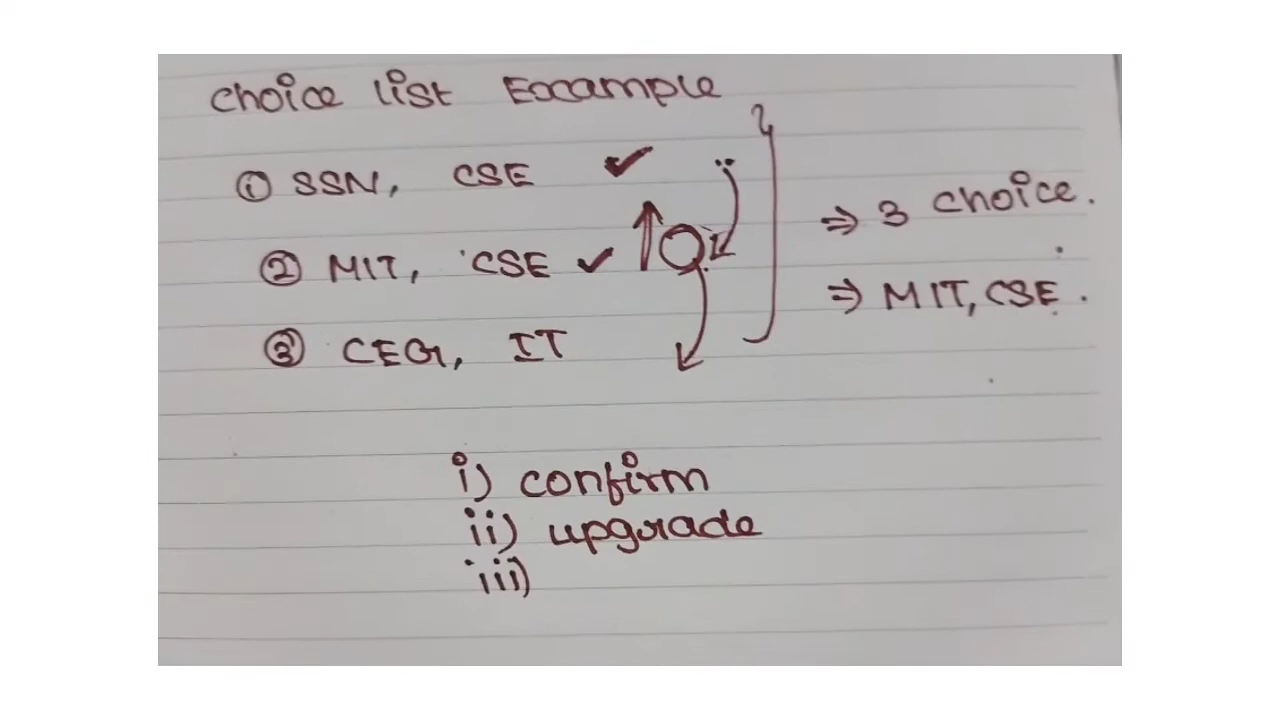 choice list Example
① SSN, CSE ✓
② MIT, CSE ✓
③ CEG, IT
⇒ 3 choice.
⇒ MIT, CSE.
i) confirm
ii) upgrade
iii)